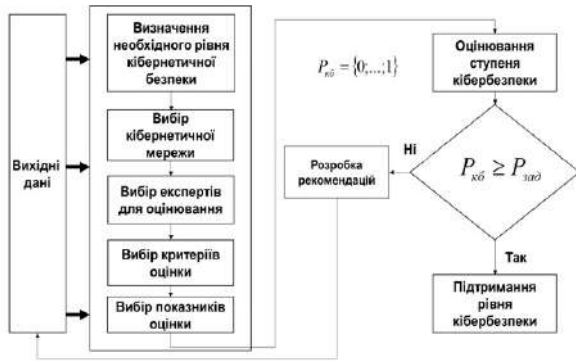 Вихідні
дані
Визначення
необхідного рівня
кібернетичної
безпеки
Вибір
кібернетичної
мережи
Вибір експертів
для оцінювання
Вибір критеріїв
оцінки
Вибір показників
оцінки
P_кб = {0;...;1}
Оцінювання
ступеня
кібербезпеки
Розробка
рекомендацій
Ні
P_кб ≥ P_зад
Так
Підтримання
рівня
кібербезпеки